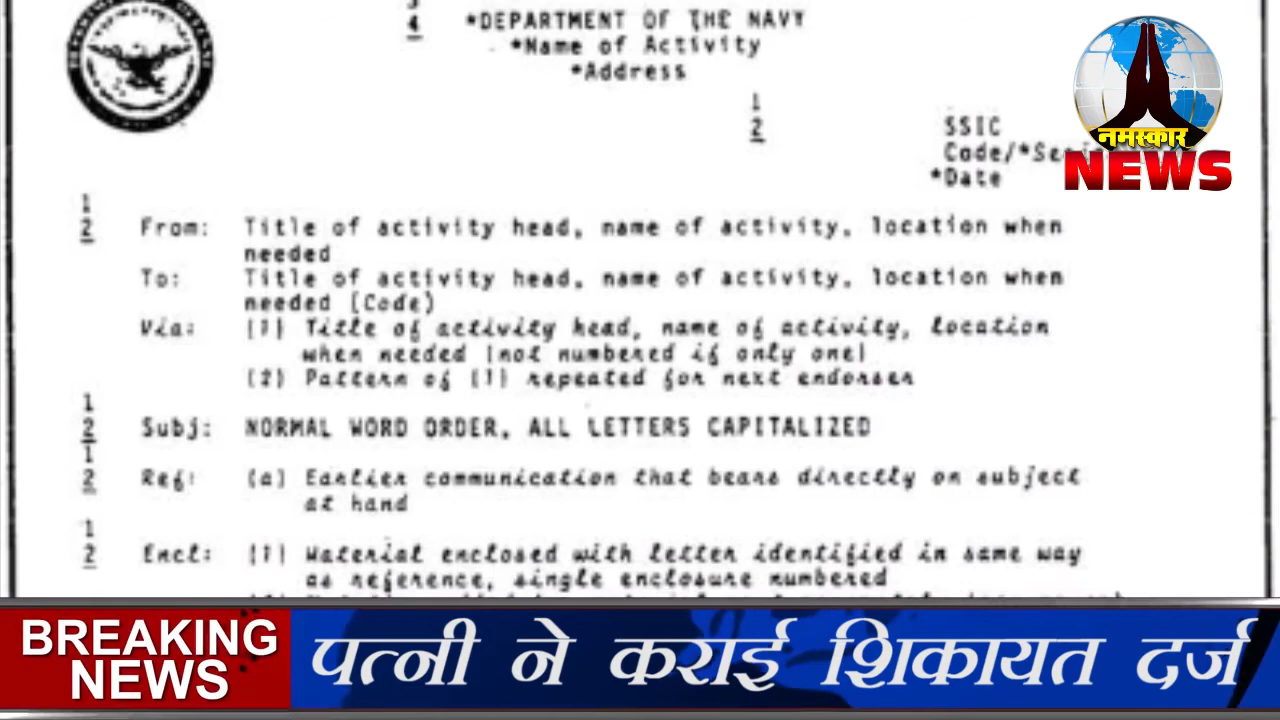 4
*DEPARTMENT OF THE NAVY
*Name of Activity
*Address
1
2
SSIC
Code/*Seri
*Date
नमस्कार
NEWS
1
2
From: Title of activity head, name of activity, location when
needed
To: Title of activity head, name of activity, location when
needed (Code)
Via: (1) Title of activity head, name of activity, location
when needed (not numbered if only one)
(2) Pattern of (1) repeated for next endorser
1
2
Subj: NORMAL WORD ORDER, ALL LETTERS CAPITALIZED
1
2
Ref: (a) Earlier communication that bears directly on subject
at hand
1
2
Encl: (1) Material enclosed with letter identified in same way
as reference, single enclosure numbered
BREAKING
NEWS
पत्नी ने कराई शिकायत दर्ज